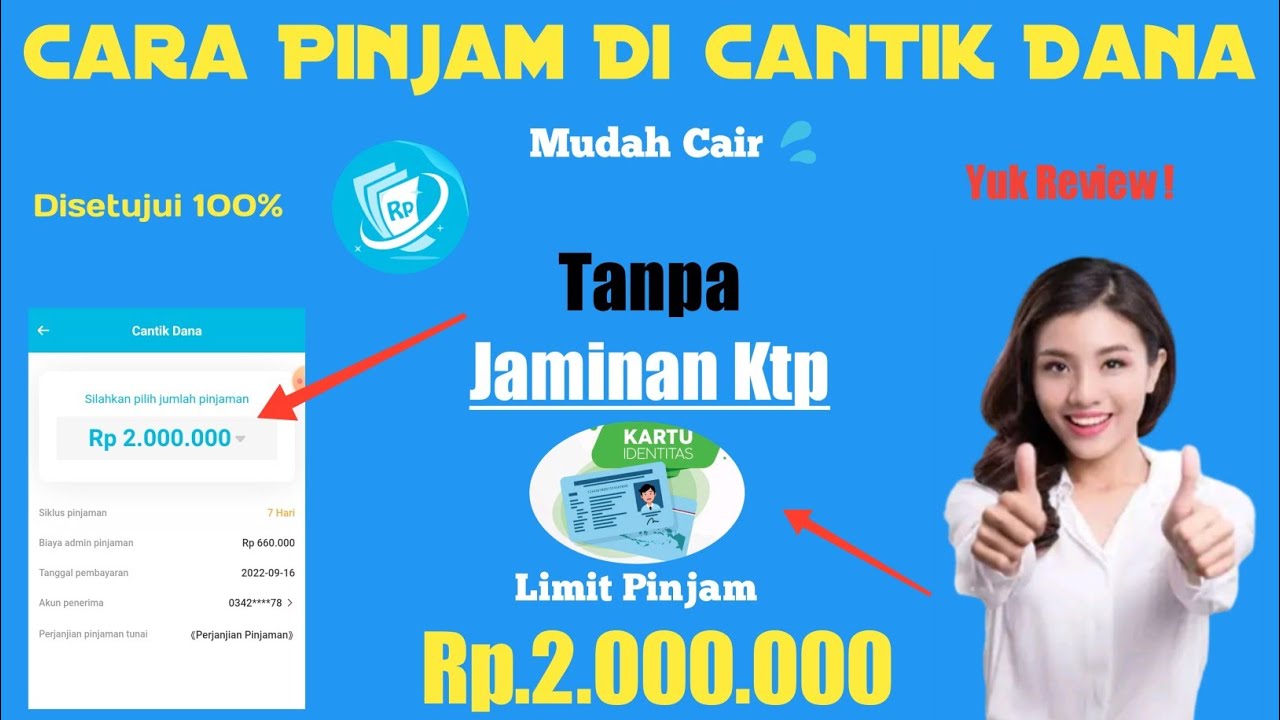 CARA PINJAM DI CANTIK DANA
Mudah Cair
Yuk Review !
Disetujui 100%
Rp
Tanpa
Jaminan Ktp
Cantik Dana
Silahkan pilih jumlah pinjaman
Rp 2.000.000
Siklus pinjaman 7 Hari
Biaya admin pinjaman Rp 660.000
Tanggal pembayaran 2022-09-16
Akun penerima 0342****78
Perjanjian pinjaman tunai 《Perjanjian Pinjaman》
KARTU
IDENTITAS
Limit Pinjam
Rp.2.000.000